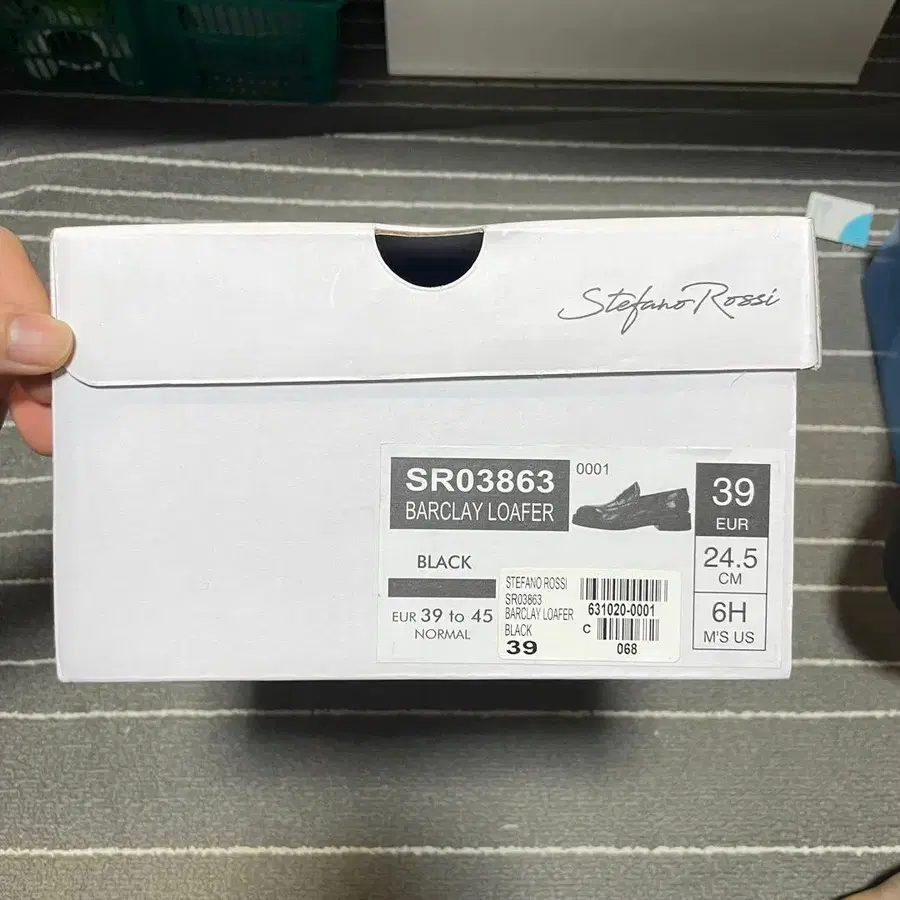 Stefano Rossi
SR03863
0001
BARCLAY LOAFER
39
EUR
24.5
CM
6H
M'S US
BLACK
EUR 39 to 45
NORMAL
STEFANO ROSSI
SR03863
BARCLAY LOAFER
BLACK
39
631020-0001
C
068